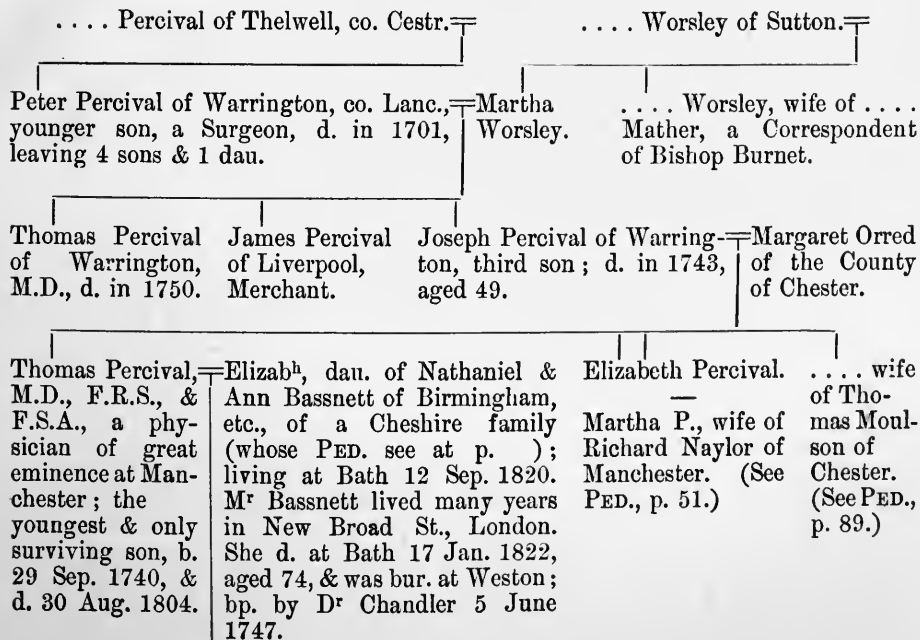 . . . . Percival of Thelwell, co. Cestr.
. . . . Worsley of Sutton.
Peter Percival of Warrington, co. Lanc.,
younger son, a Surgeon, d. in 1701,
leaving 4 sons & 1 dau.
Martha
Worsley.
. . . . Worsley, wife of . . . .
Mather, a Correspondent
of Bishop Burnet.
Thomas Percival
of Warrington,
M.D., d. in 1750.
James Percival
of Liverpool,
Merchant.
Joseph Percival of Warring-
ton, third son ; d. in 1743,
aged 49.
Margaret Orred
of the County
of Chester.
Thomas Percival,
M.D., F.R.S., &
F.S.A., a phy-
sician of great
eminence at Man-
chester ; the
youngest & only
surviving son, b.
29 Sep. 1740, &
d. 30 Aug. 1804.
Elizabʰ, dau. of Nathaniel &
Ann Bassnett of Birmingham,
etc., of a Cheshire family
(whose PED. see at p.    ) ;
living at Bath 12 Sep. 1820.
Mʳ Bassnett lived many years
in New Broad St., London.
She d. at Bath 17 Jan. 1822,
aged 74, & was bur. at Weston ;
bp. by Dʳ Chandler 5 June
1747.
Elizabeth Percival.
—
Martha P., wife of
Richard Naylor of
Manchester. (See
PED., p. 51.)
. . . . wife
of Tho-
mas Moul-
son of
Chester.
(See PED.,
p. 89.)